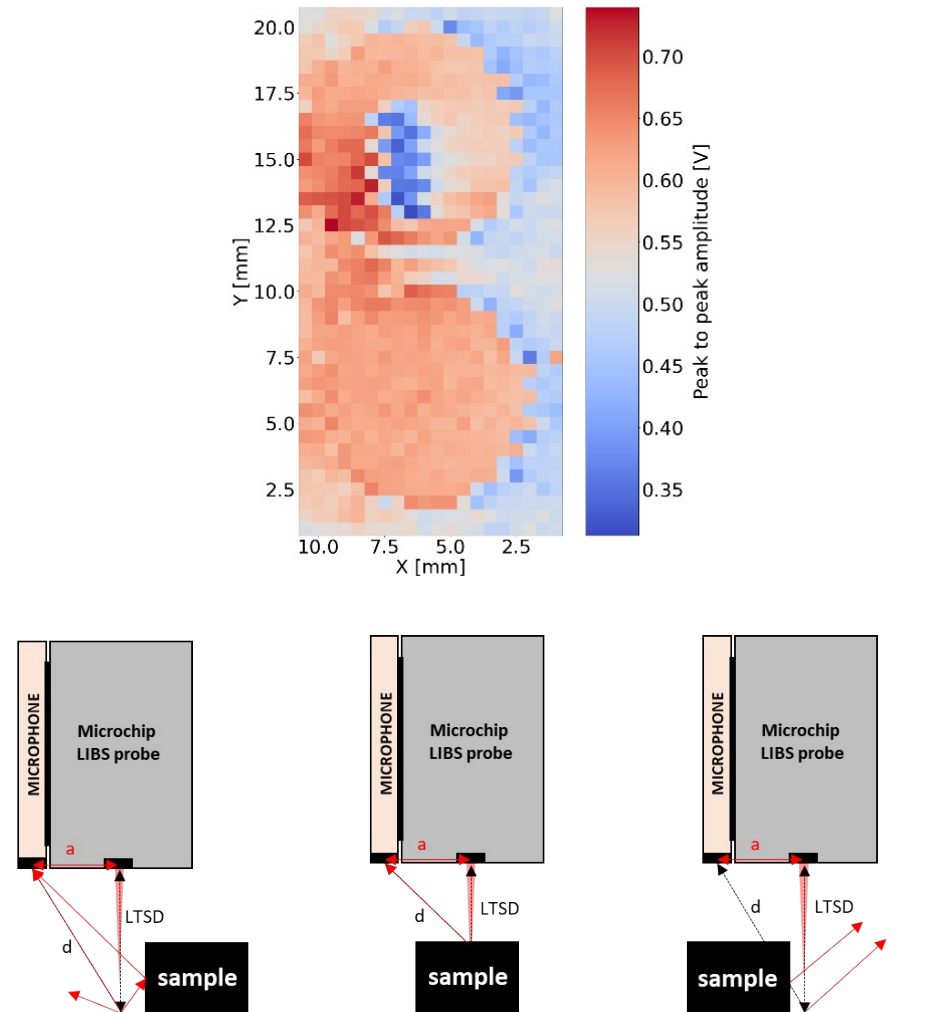 20.0
17.5
15.0
12.5
10.0
7.5
5.0
2.5
Y [mm]
10.0 7.5 5.0 2.5
X [mm]
0.70
0.65
0.60
0.55
0.50
0.45
0.40
0.35
Peak to peak amplitude [V]
MICROPHONE
Microchip
LIBS probe
a
LTSD
d
sample
MICROPHONE
Microchip
LIBS probe
a
LTSD
d
sample
MICROPHONE
Microchip
LIBS probe
a
LTSD
d
sample